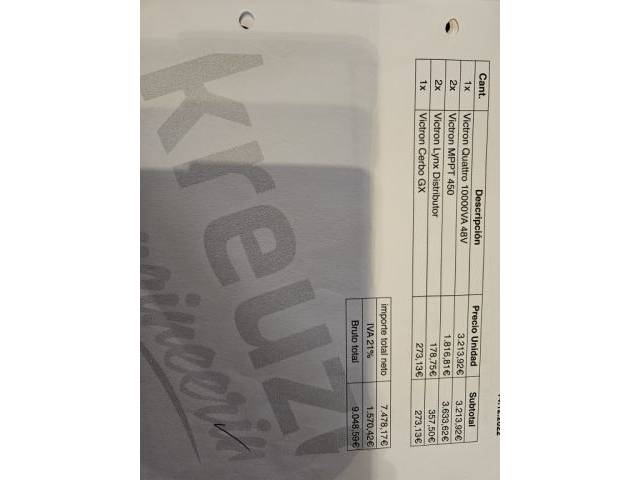 Cant. Descripción Precio Unidad Subtotal
1x Victron Quattro 10000VA 48V 3.213,92€ 3.213,92€
2x Victron MPPT 450 1.816,81€ 3.633,62€
2x Victron Lynx Distributor 178,75€ 357,50€
1x Victron Cerbo GX 273,13€ 273,13€
importe total neto 7.478,17€
IVA 21% 1.570,42€
Bruto total 9.048,59€